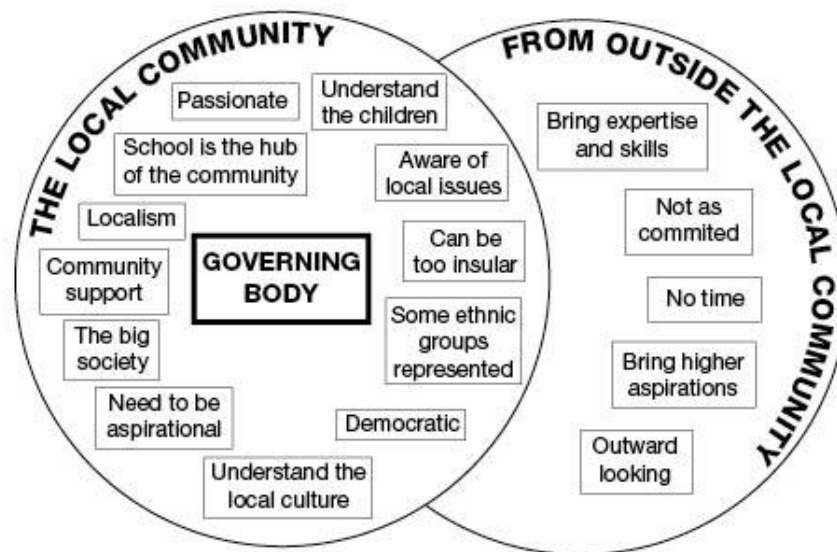 THE LOCAL COMMUNITY
FROM OUTSIDE THE LOCAL COMMUNITY
Passionate
Understand
the children
School is the hub
of the community
Aware of
local issues
Localism
GOVERNING
BODY
Can be
too insular
Community
support
Some ethnic
groups
represented
The big
society
Need to be
aspirational
Democratic
Understand the
local culture
Bring expertise
and skills
Not as
commited
No time
Bring higher
aspirations
Outward
looking